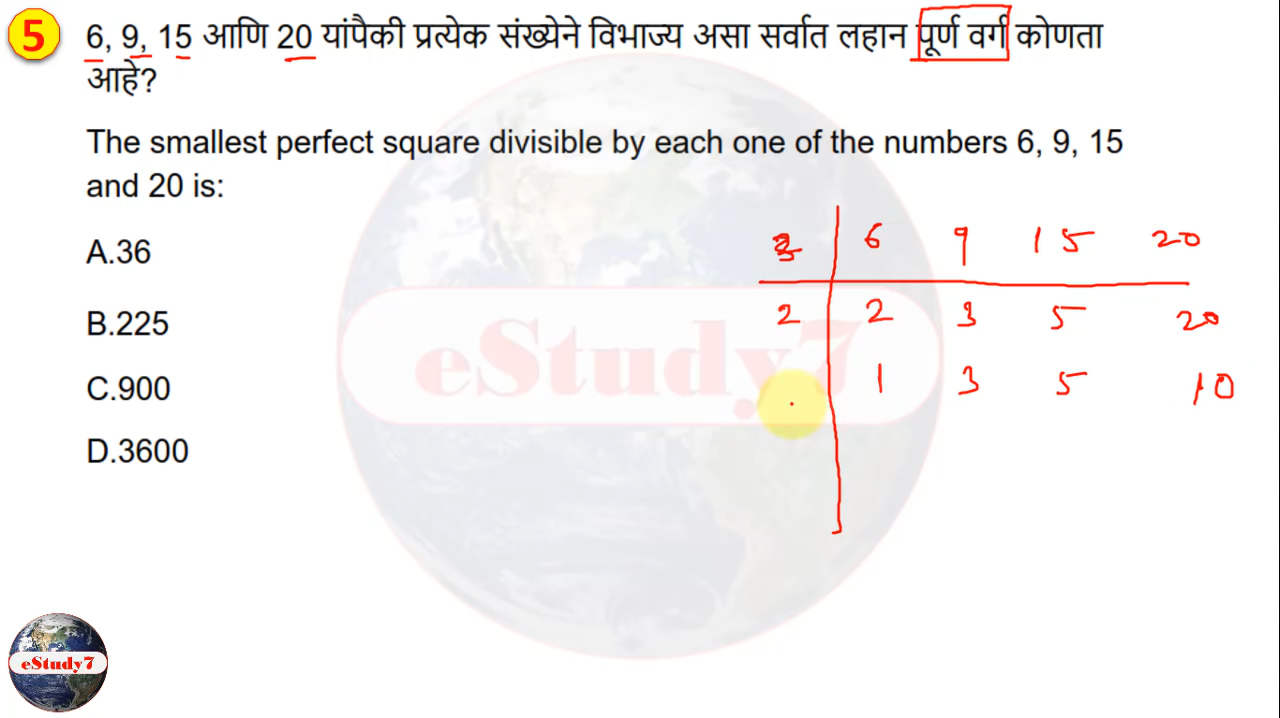 5
6, 9, 15 आणि 20 यांपैकी प्रत्येक संख्येने विभाज्य असा सर्वात लहान पूर्ण वर्ग कोणता
आहे?
The smallest perfect square divisible by each one of the numbers 6, 9, 15
and 20 is:
A.36
B.225
C.900
D.3600
6 9 15 20
2 2 3 5 20
1 3 5 10
eStudy7
eStudy7